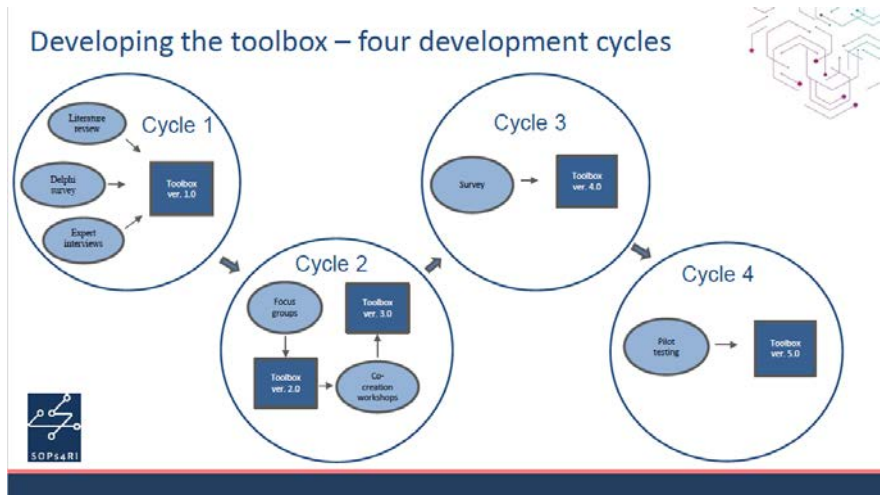 Developing the toolbox – four development cycles
Cycle 1
Literature
review
Delphi
survey
Expert
interviews
Toolbox
ver. 1.0
Cycle 2
Focus
groups
Toolbox
ver. 2.0
Co-
creation
workshops
Toolbox
ver. 3.0
Cycle 3
Survey
Toolbox
ver. 4.0
Cycle 4
Pilot
testing
Toolbox
ver. 5.0
SOPs4RI